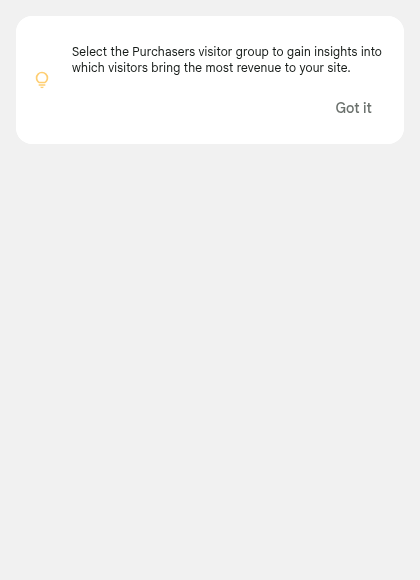 Select the Purchasers visitor group to gain insights into
which visitors bring the most revenue to your site.
Got it